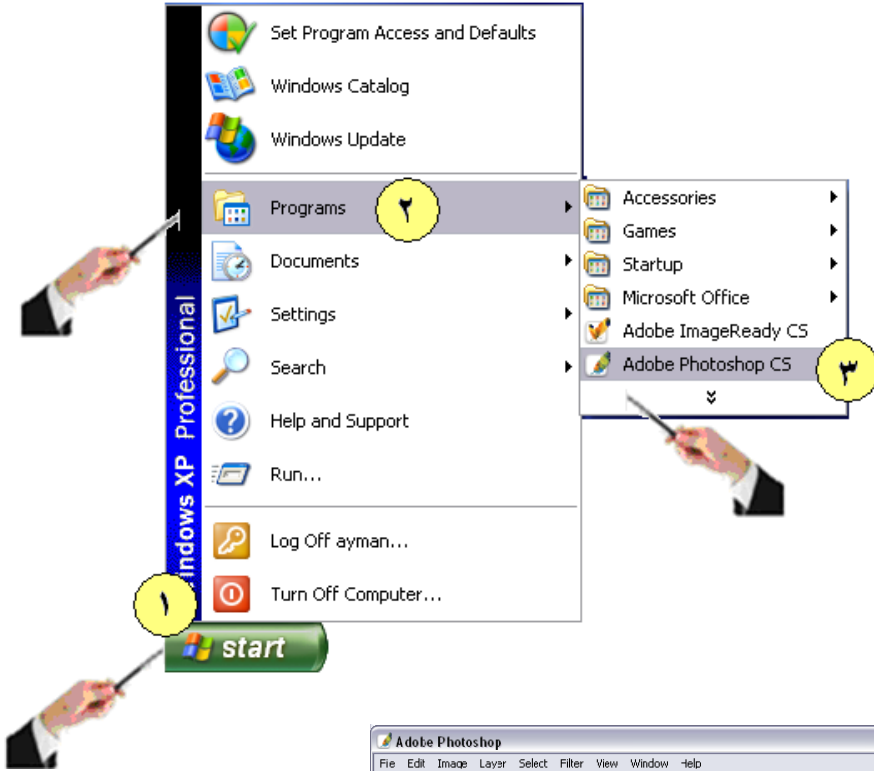 Set Program Access and Defaults
Windows Catalog
Windows Update
Programs
٢
Documents
Settings
Search
Help and Support
Run...
Log Off ayman...
Turn Off Computer...
indows XP Professional
Accessories
Games
Startup
Microsoft Office
Adobe ImageReady CS
Adobe Photoshop CS
٣
١
start
Adobe Photoshop
File Edit Image Layer Select Filter View Window Help